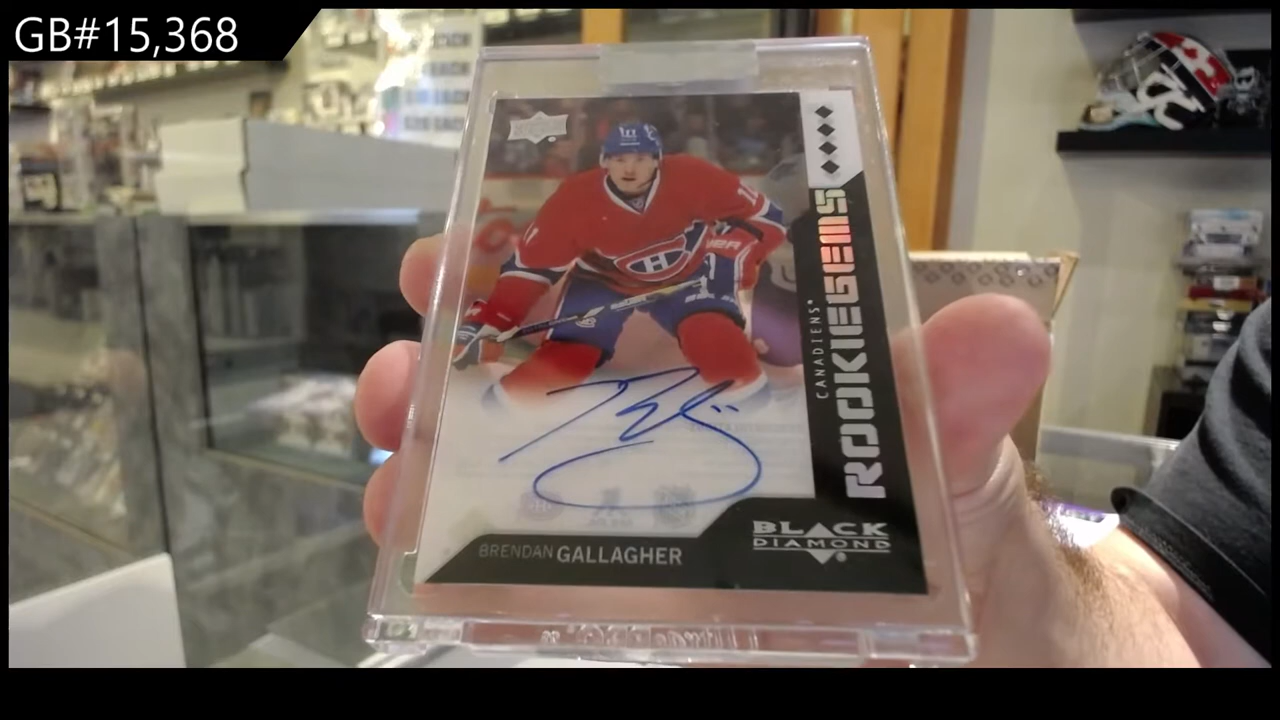 GB#15,368
CANADIENS
ROOKIE GEMS
BLACK
DIAMOND
BRENDAN GALLAGHER